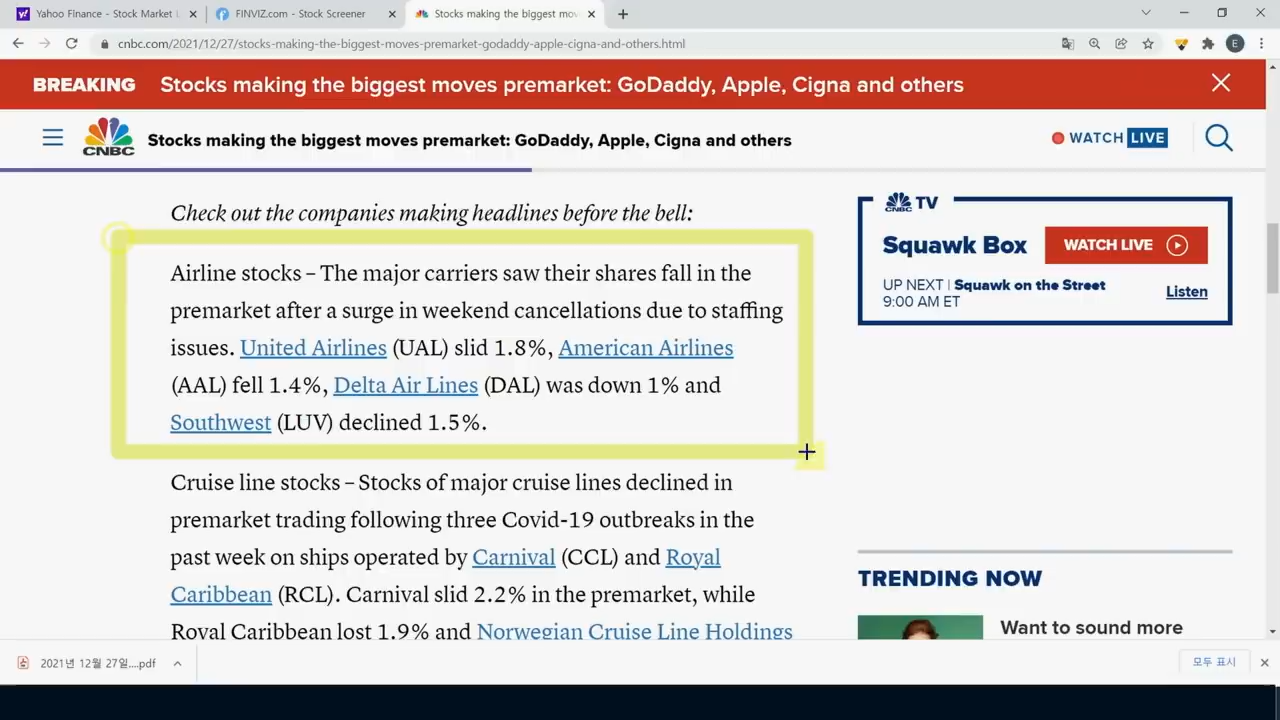 Yahoo Finance - Stock Market L
FINVIZ.com - Stock Screener
Stocks making the biggest mov
cnbc.com/2021/12/27/stocks-making-the-biggest-moves-premarket-godaddy-apple-cigna-and-others.html
E
BREAKING Stocks making the biggest moves premarket: GoDaddy, Apple, Cigna and others
CNBC
Stocks making the biggest moves premarket: GoDaddy, Apple, Cigna and others
WATCH LIVE
Check out the companies making headlines before the bell:
Airline stocks – The major carriers saw their shares fall in the
premarket after a surge in weekend cancellations due to staffing
issues. United Airlines (UAL) slid 1.8%, American Airlines
(AAL) fell 1.4%, Delta Air Lines (DAL) was down 1% and
Southwest (LUV) declined 1.5%.
Cruise line stocks – Stocks of major cruise lines declined in
premarket trading following three Covid-19 outbreaks in the
past week on ships operated by Carnival (CCL) and Royal
Caribbean (RCL). Carnival slid 2.2% in the premarket, while
Royal Caribbean lost 1.9% and Norwegian Cruise Line Holdings
CNBC TV
Squawk Box
WATCH LIVE
UP NEXT | Squawk on the Street
9:00 AM ET
Listen
TRENDING NOW
Want to sound more
2021년 12월 27일....pdf
모두 표시